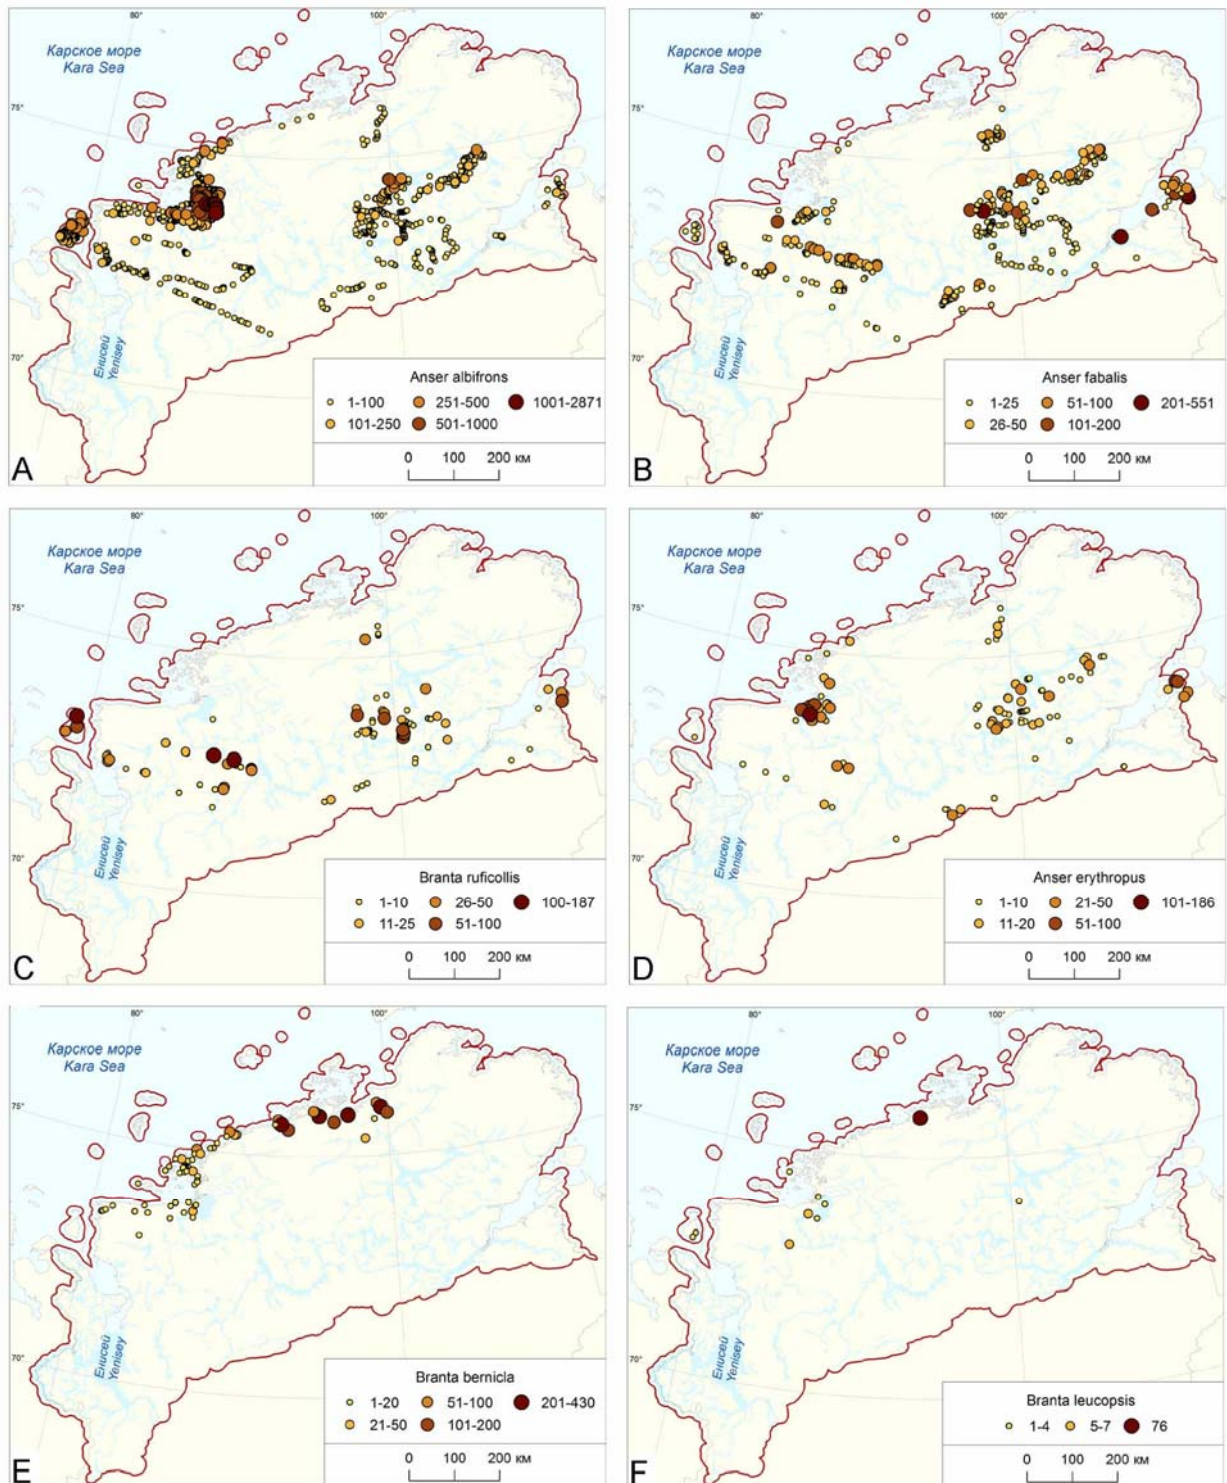 80°
100°
Карское море
Kara Sea
75°
70°
Енисей
Yenisey
Anser albifrons
1-100 251-500 1001-2871
101-250 501-1000
0 100 200 км
A
80°
100°
Карское море
Kara Sea
75°
70°
Енисей
Yenisey
Anser fabalis
1-25 51-100 201-551
26-50 101-200
0 100 200 км
B
80°
100°
Карское море
Kara Sea
75°
70°
Енисей
Yenisey
Branta ruficollis
1-10 26-50 100-187
11-25 51-100
0 100 200 км
C
80°
100°
Карское море
Kara Sea
75°
70°
Енисей
Yenisey
Anser erythropus
1-10 21-50 101-186
11-20 51-100
0 100 200 км
D
80°
100°
Карское море
Kara Sea
75°
70°
Енисей
Yenisey
Branta bernicla
1-20 51-100 201-430
21-50 101-200
0 100 200 км
E
80°
100°
Карское море
Kara Sea
75°
70°
Енисей
Yenisey
Branta leucopsis
1-4 5-7 76
0 100 200 км
F